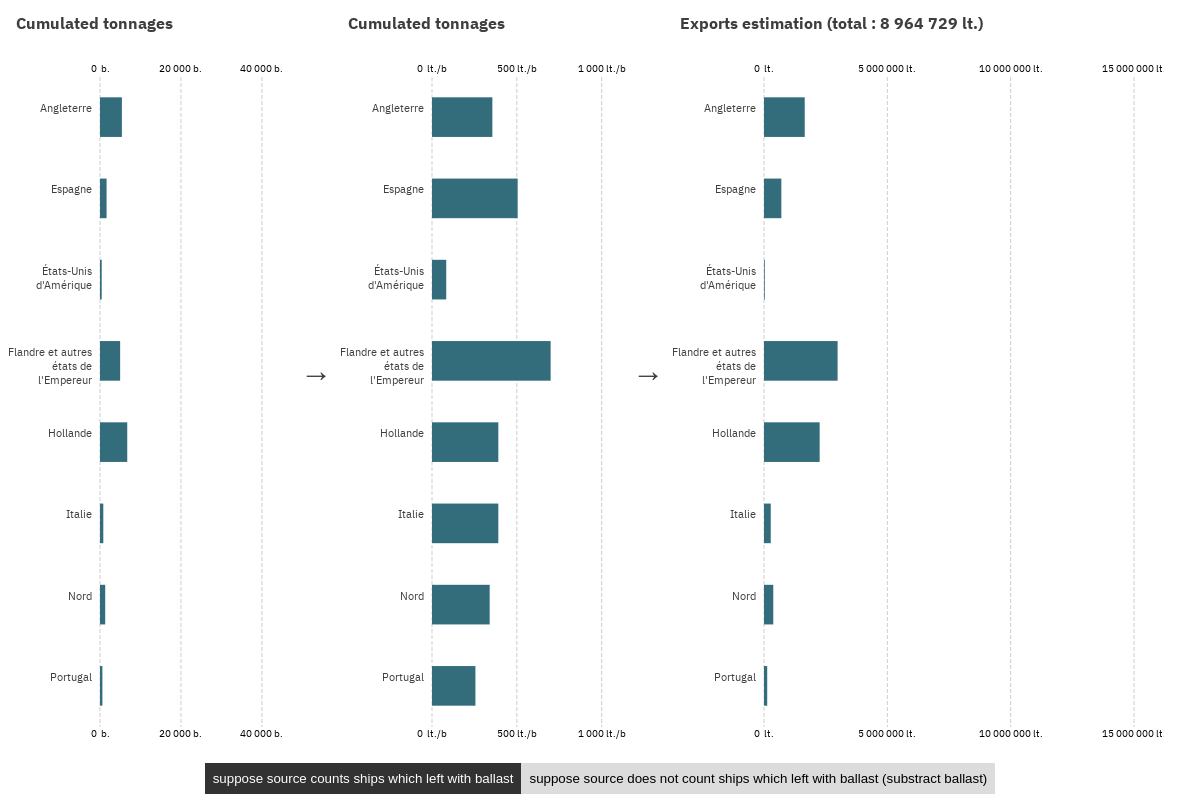 Cumulated tonnages
0 b.
20 000 b.
40 000 b.
Angleterre
Espagne
États-Unis
d'Amérique
Flandre et autres
états de
l'Empereur
Hollande
Italie
Nord
Portugal
0 b.
20 000 b.
40 000 b.
→
Cumulated tonnages
0 lt./b
500 lt./b
1 000 lt./b
Angleterre
Espagne
États-Unis
d'Amérique
Flandre et autres
états de
l'Empereur
Hollande
Italie
Nord
Portugal
0 lt./b
500 lt./b
1 000 lt./b
→
Exports estimation (total : 8 964 729 lt.)
0 lt.
5 000 000 lt.
10 000 000 lt.
15 000 000 lt
Angleterre
Espagne
États-Unis
d'Amérique
Flandre et autres
états de
l'Empereur
Hollande
Italie
Nord
Portugal
0 lt.
5 000 000 lt.
10 000 000 lt.
15 000 000 lt
suppose source counts ships which left with ballast
suppose source does not count ships which left with ballast (substract ballast)